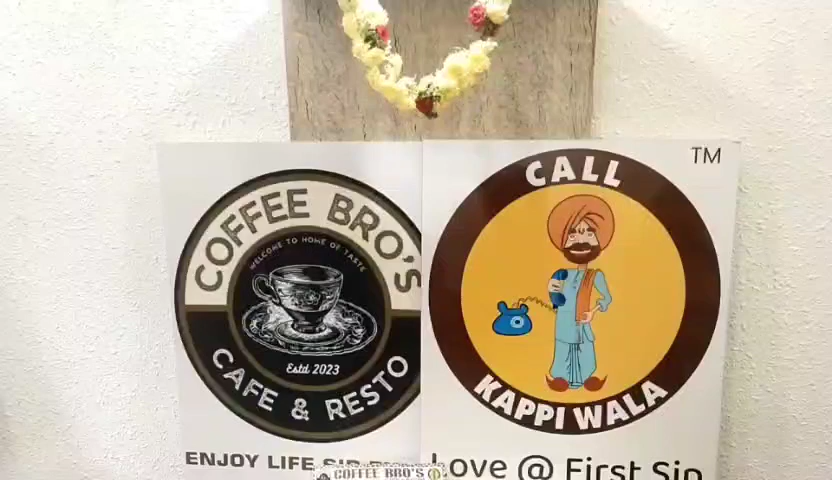 COFFEE BRO'S
WELCOME TO HOME OF TASTE
Estd 2023
CAFE & RESTO
ENJOY LIFE SIP
COFFEE BRO'S
CALL
TM
KAPPI WALA
Love @ First Sip